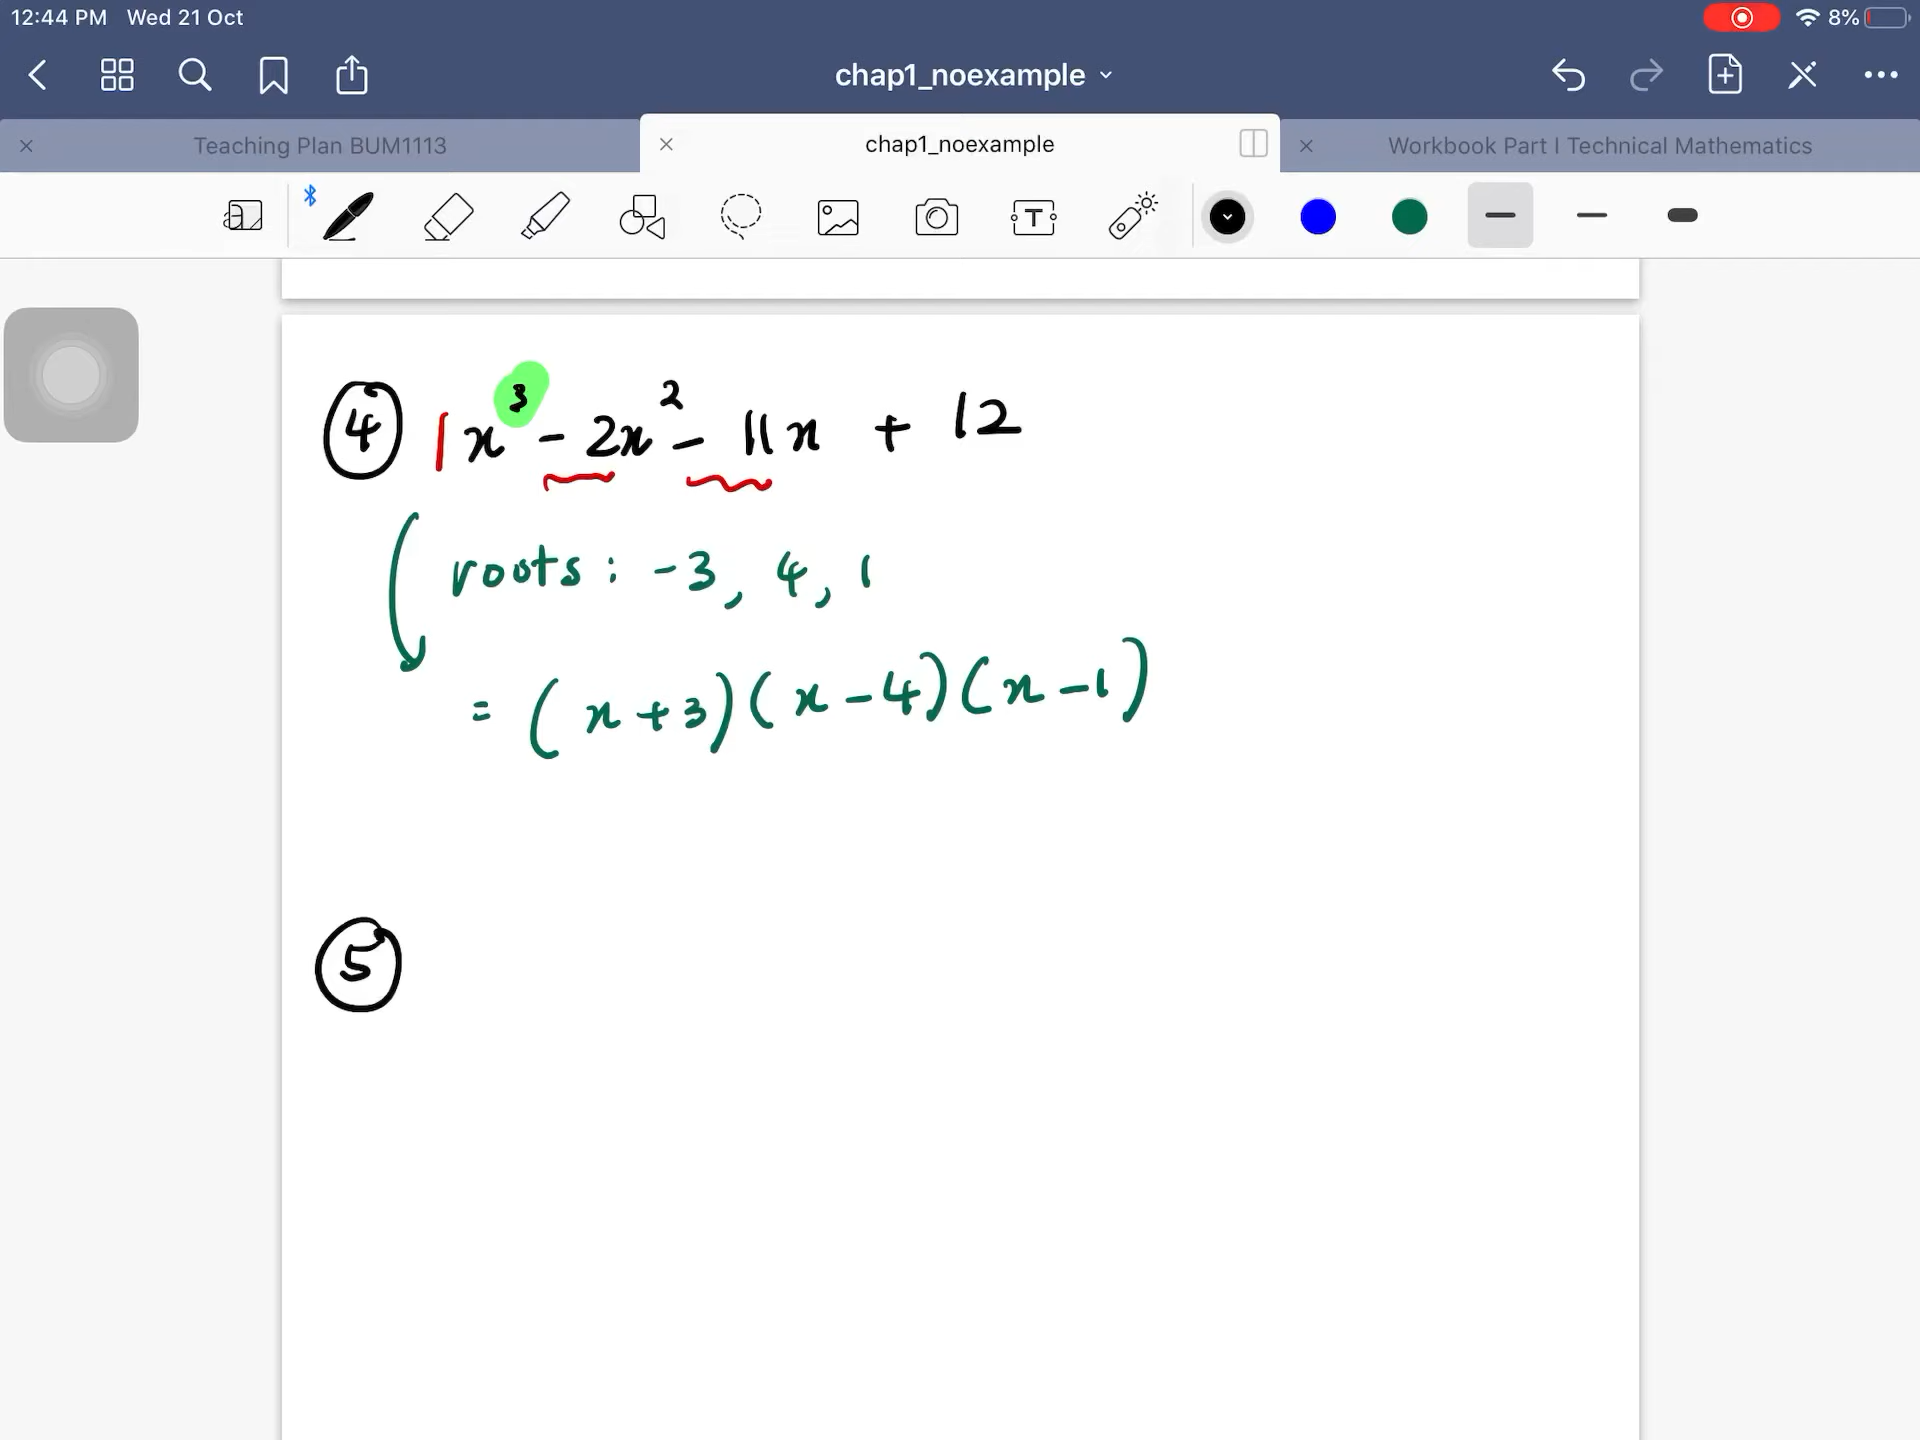 12:44 PM Wed 21 Oct 8%
chap1_noexample
Teaching Plan BUM1113
chap1_noexample
Workbook Part I Technical Mathematics
④ 1x³ - 2x² - 11x + 12
roots : -3, 4, 1
= (x+3)(x-4)(x-1)
⑤